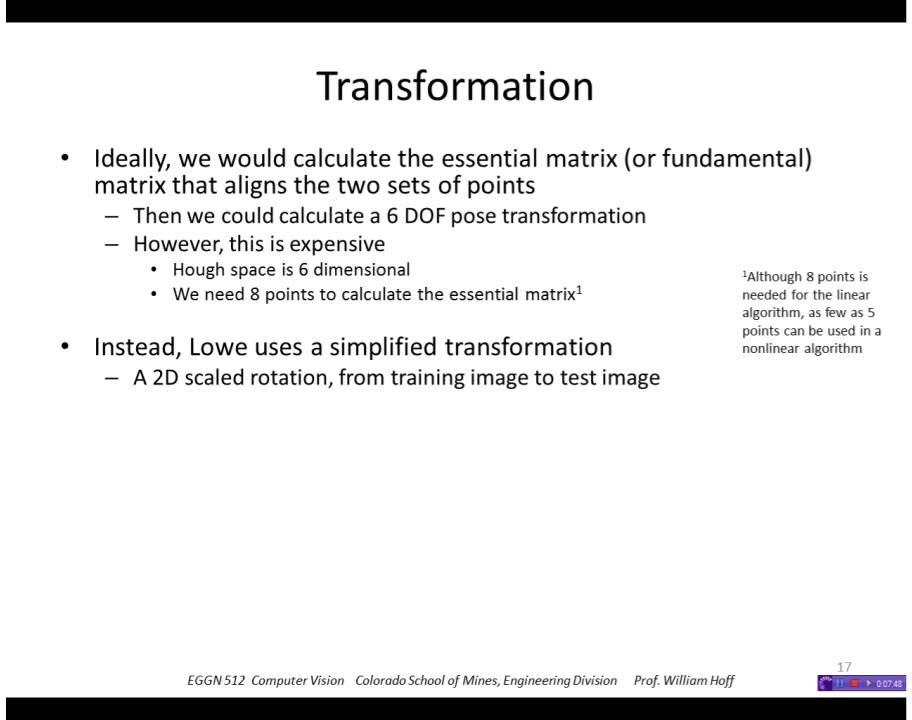 Transformation
• Ideally, we would calculate the essential matrix (or fundamental)
matrix that aligns the two sets of points
– Then we could calculate a 6 DOF pose transformation
– However, this is expensive
• Hough space is 6 dimensional
• We need 8 points to calculate the essential matrix¹
¹Although 8 points is
needed for the linear
algorithm, as few as 5
points can be used in a
nonlinear algorithm
• Instead, Lowe uses a simplified transformation
– A 2D scaled rotation, from training image to test image
17
EGGN 512 Computer Vision Colorado School of Mines, Engineering Division Prof. William Hoff
0:07:48